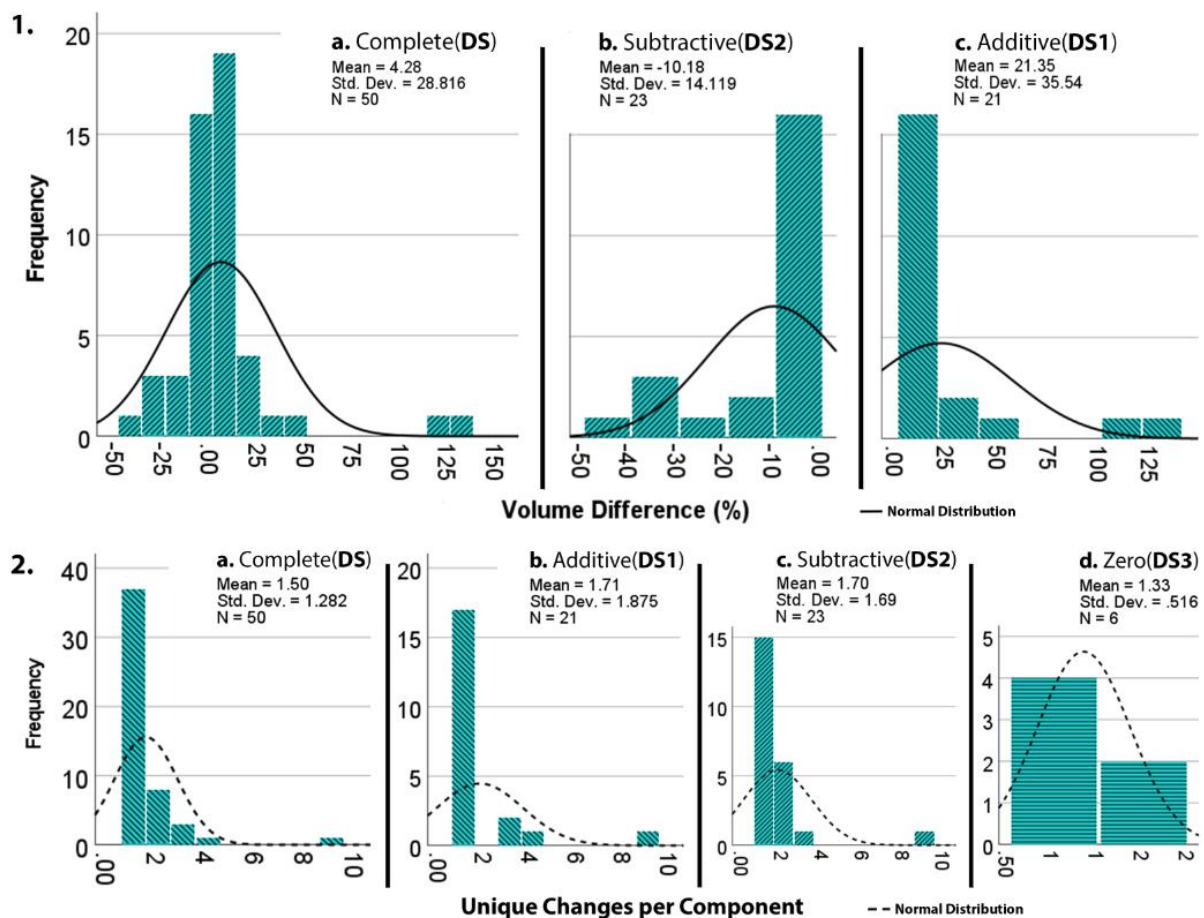 1.
a. Complete(DS)
Mean = 4.28
Std. Dev. = 28.816
N = 50
b. Subtractive(DS2)
Mean = -10.18
Std. Dev. = 14.119
N = 23
c. Additive(DS1)
Mean = 21.35
Std. Dev. = 35.54
N = 21
Frequency
20
15
10
5
0
-50 -25 .00 25 50 75 100 125 150
-50 -40 -30 -20 -10 .00
.00 25 50 75 100 125
Volume Difference (%)
Normal Distribution
2.
a. Complete(DS)
Mean = 1.50
Std. Dev. = 1.282
N = 50
b. Additive(DS1)
Mean = 1.71
Std. Dev. = 1.875
N = 21
c. Subtractive(DS2)
Mean = 1.70
Std. Dev. = 1.69
N = 23
d. Zero(DS3)
Mean = 1.33
Std. Dev. = .516
N = 6
Frequency
40
30
20
10
0
.00 2 4 6 8 10
20
15
10
5
0
.00 2 4 6 8 10
15
10
5
0
.00 2 4 6 8 10
5
4
3
2
1
0
.50 1 1 2 2
Unique Changes per Component
Normal Distribution